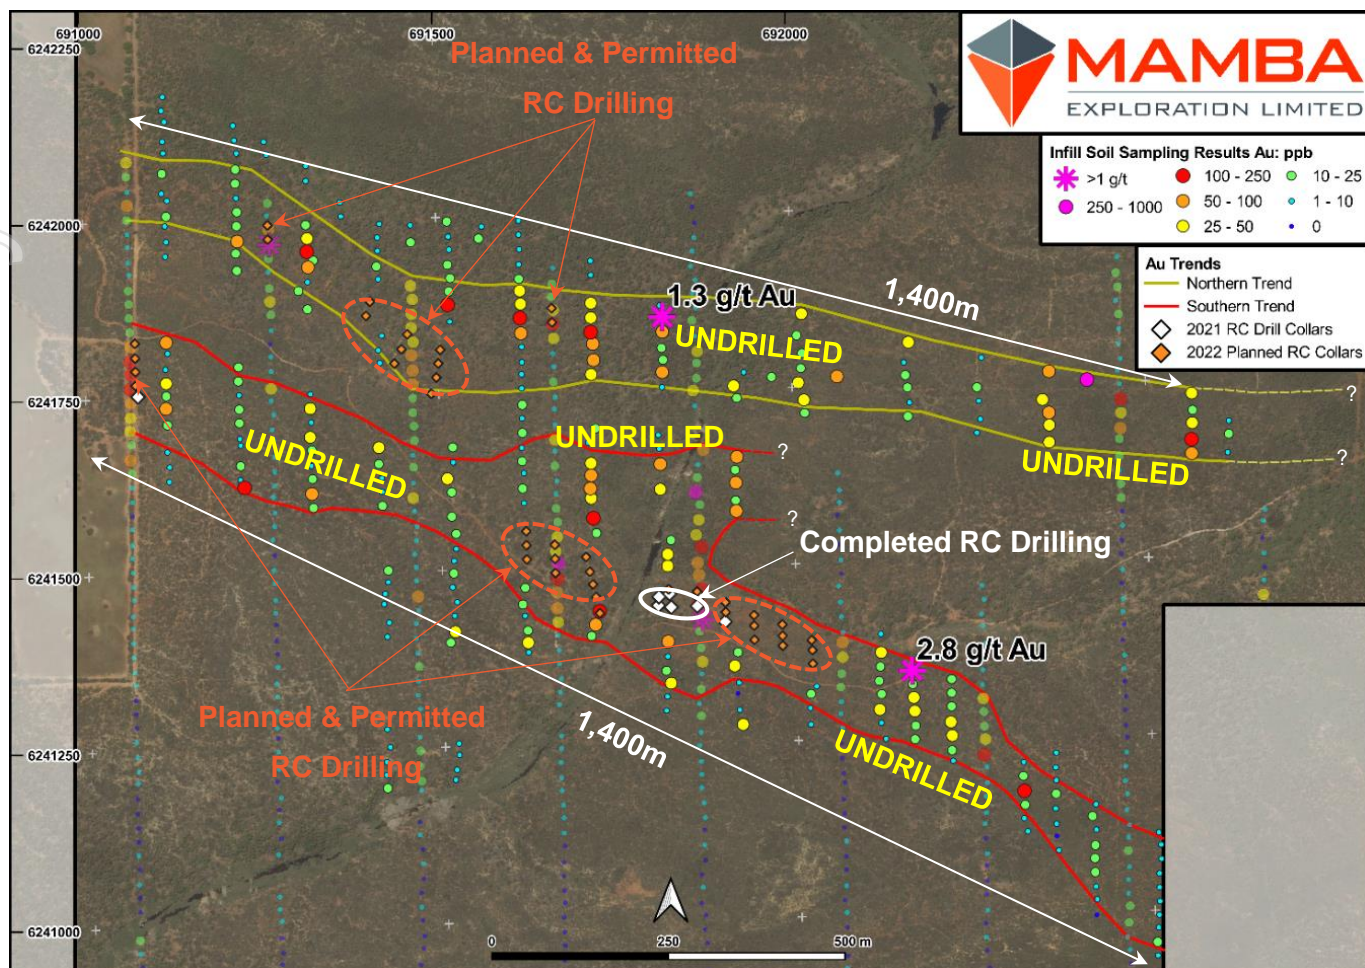 691000
691500
692000
6242250
6242000
6241750
6241500
6241250
6241000
Planned & Permitted
RC Drilling
MAMBA
EXPLORATION LIMITED
Infill Soil Sampling Results Au: ppb
>1 g/t
250 - 1000
100 - 250
50 - 100
25 - 50
10 - 25
1 - 10
0
Au Trends
Northern Trend
Southern Trend
2021 RC Drill Collars
2022 Planned RC Collars
1,400m
1.3 g/t Au
UNDRILLED
?
UNDRILLED
UNDRILLED
?
UNDRILLED
?
?
Completed RC Drilling
2.8 g/t Au
Planned & Permitted
RC Drilling
1,400m
UNDRILLED
0
250
500 m